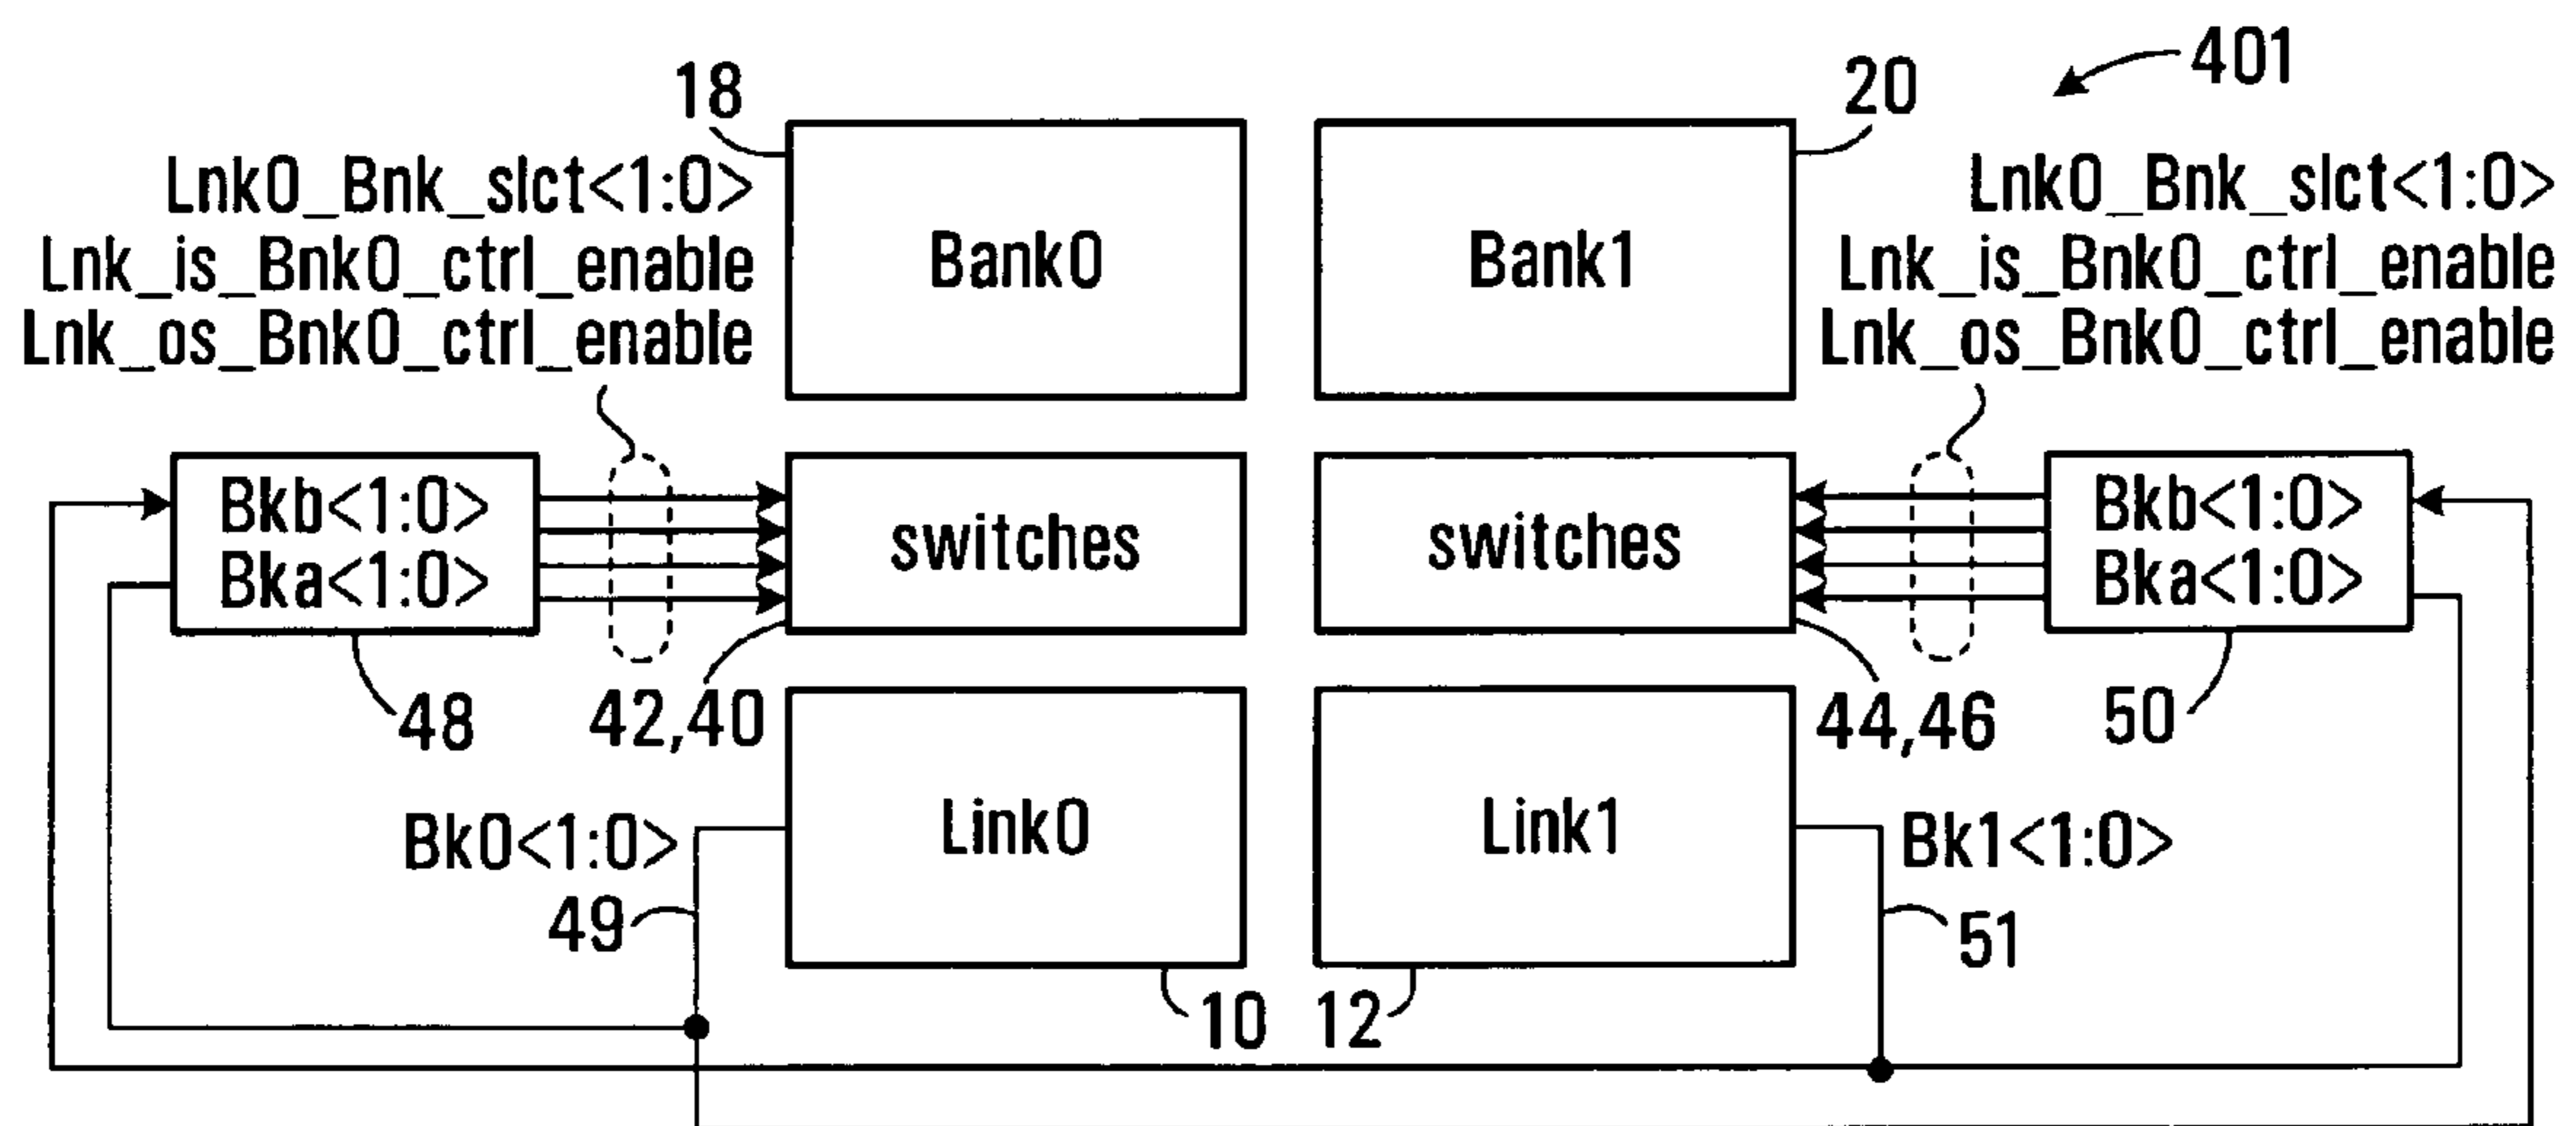 401
18
20
Lnk0_Bnk_slct<1:0>
Lnk_is_Bnk0_ctrl_enable
Lnk_os_Bnk0_ctrl_enable
Bank0
Bank1
Lnk0_Bnk_slct<1:0>
Lnk_is_Bnk0_ctrl_enable
Lnk_os_Bnk0_ctrl_enable
Bkb<1:0>
Bka<1:0>
switches
switches
Bkb<1:0>
Bka<1:0>
48
42,40
44,46
50
Bk0<1:0>
Link0
Link1
Bk1<1:0>
49
51
10
12